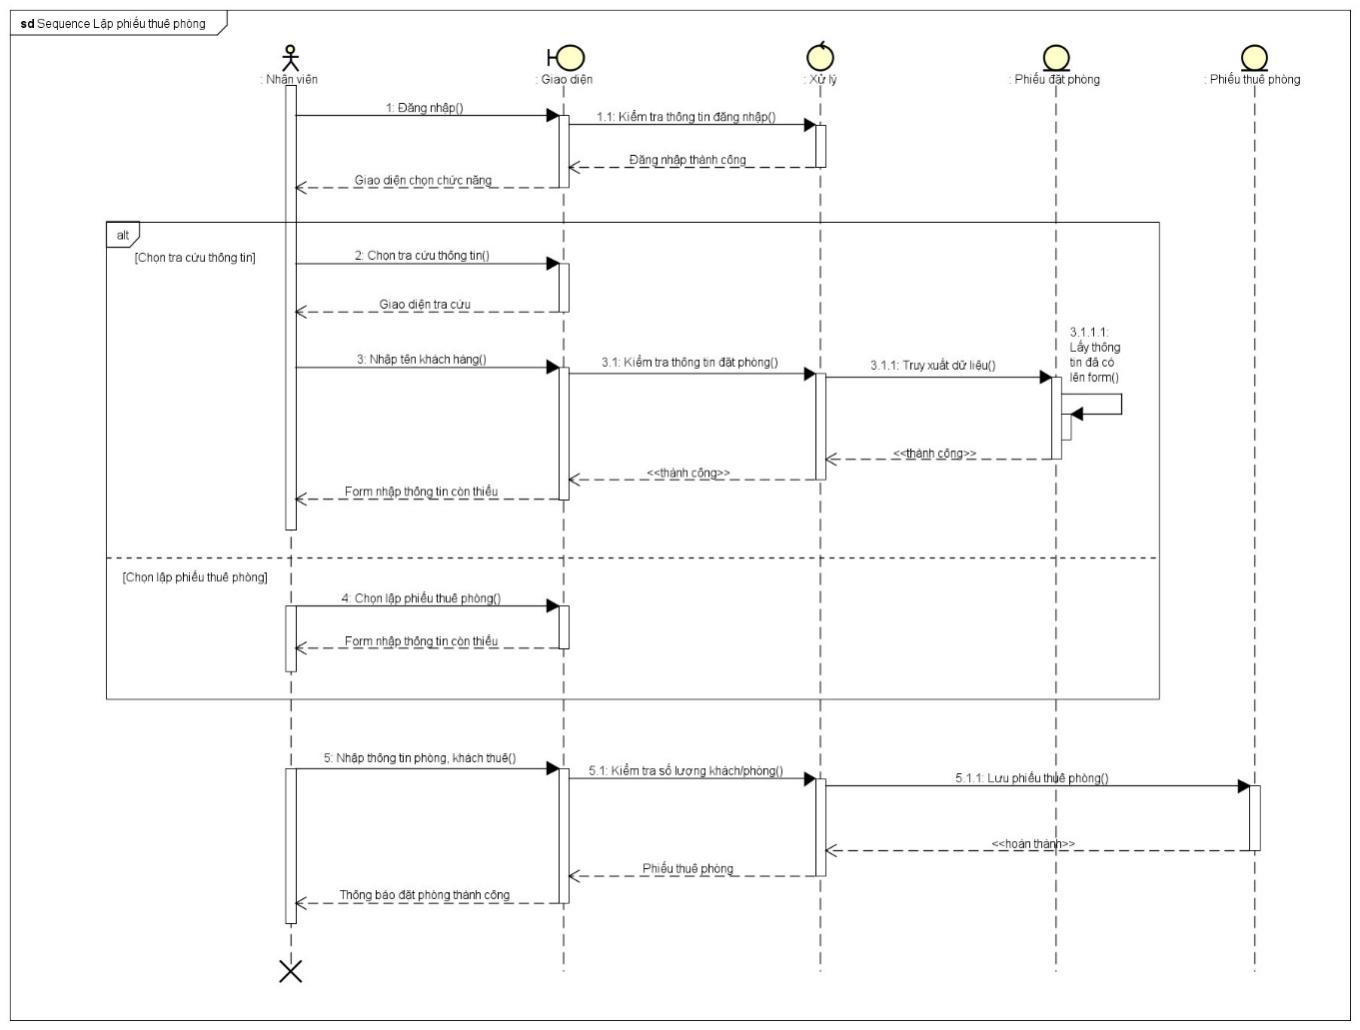 sd Sequence Lập phiếu thuê phòng
: Nhân viên
: Giao diện
: Xử lý
: Phiếu đặt phòng
: Phiếu thuê phòng
1: Đăng nhập()
1.1: Kiểm tra thông tin đăng nhập()
Đăng nhập thành công
Giao diện chọn chức năng
alt
[Chọn tra cứu thông tin]
2: Chọn tra cứu thông tin()
Giao diện tra cứu
3: Nhập tên khách hàng()
3.1: Kiểm tra thông tin đặt phòng()
3.1.1: Truy xuất dữ liệu()
3.1.1.1:
Lấy thông
tin đã có
lên form()
<<thành công>>
<<thành công>>
Form nhập thông tin còn thiếu
[Chọn lập phiếu thuê phòng]
4: Chọn lập phiếu thuê phòng()
Form nhập thông tin còn thiếu
5: Nhập thông tin phòng, khách thuê()
5.1: Kiểm tra số lượng khách/phòng()
5.1.1: Lưu phiếu thuê phòng()
<<hoàn thành>>
Phiếu thuê phòng
Thông báo đặt phòng thành công